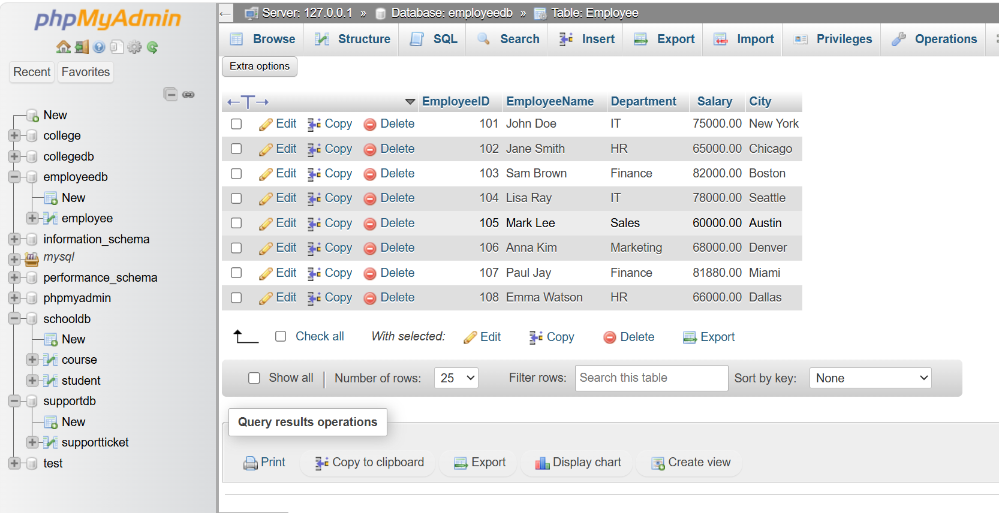 phpMyAdmin
Recent Favorites
New
college
collegedb
employeedb
New
employee
information_schema
mysql
performance_schema
phpmyadmin
schooldb
New
course
student
supportdb
New
supportticket
test
Server: 127.0.0.1 » Database: employeedb » Table: Employee
Browse Structure SQL Search Insert Export Import Privileges Operations
Extra options
EmployeeID EmployeeName Department Salary City
Edit Copy Delete 101 John Doe IT 75000.00 New York
Edit Copy Delete 102 Jane Smith HR 65000.00 Chicago
Edit Copy Delete 103 Sam Brown Finance 82000.00 Boston
Edit Copy Delete 104 Lisa Ray IT 78000.00 Seattle
Edit Copy Delete 105 Mark Lee Sales 60000.00 Austin
Edit Copy Delete 106 Anna Kim Marketing 68000.00 Denver
Edit Copy Delete 107 Paul Jay Finance 81880.00 Miami
Edit Copy Delete 108 Emma Watson HR 66000.00 Dallas
Check all With selected: Edit Copy Delete Export
Show all Number of rows: 25 Filter rows: Search this table Sort by key: None
Query results operations
Print Copy to clipboard Export Display chart Create view